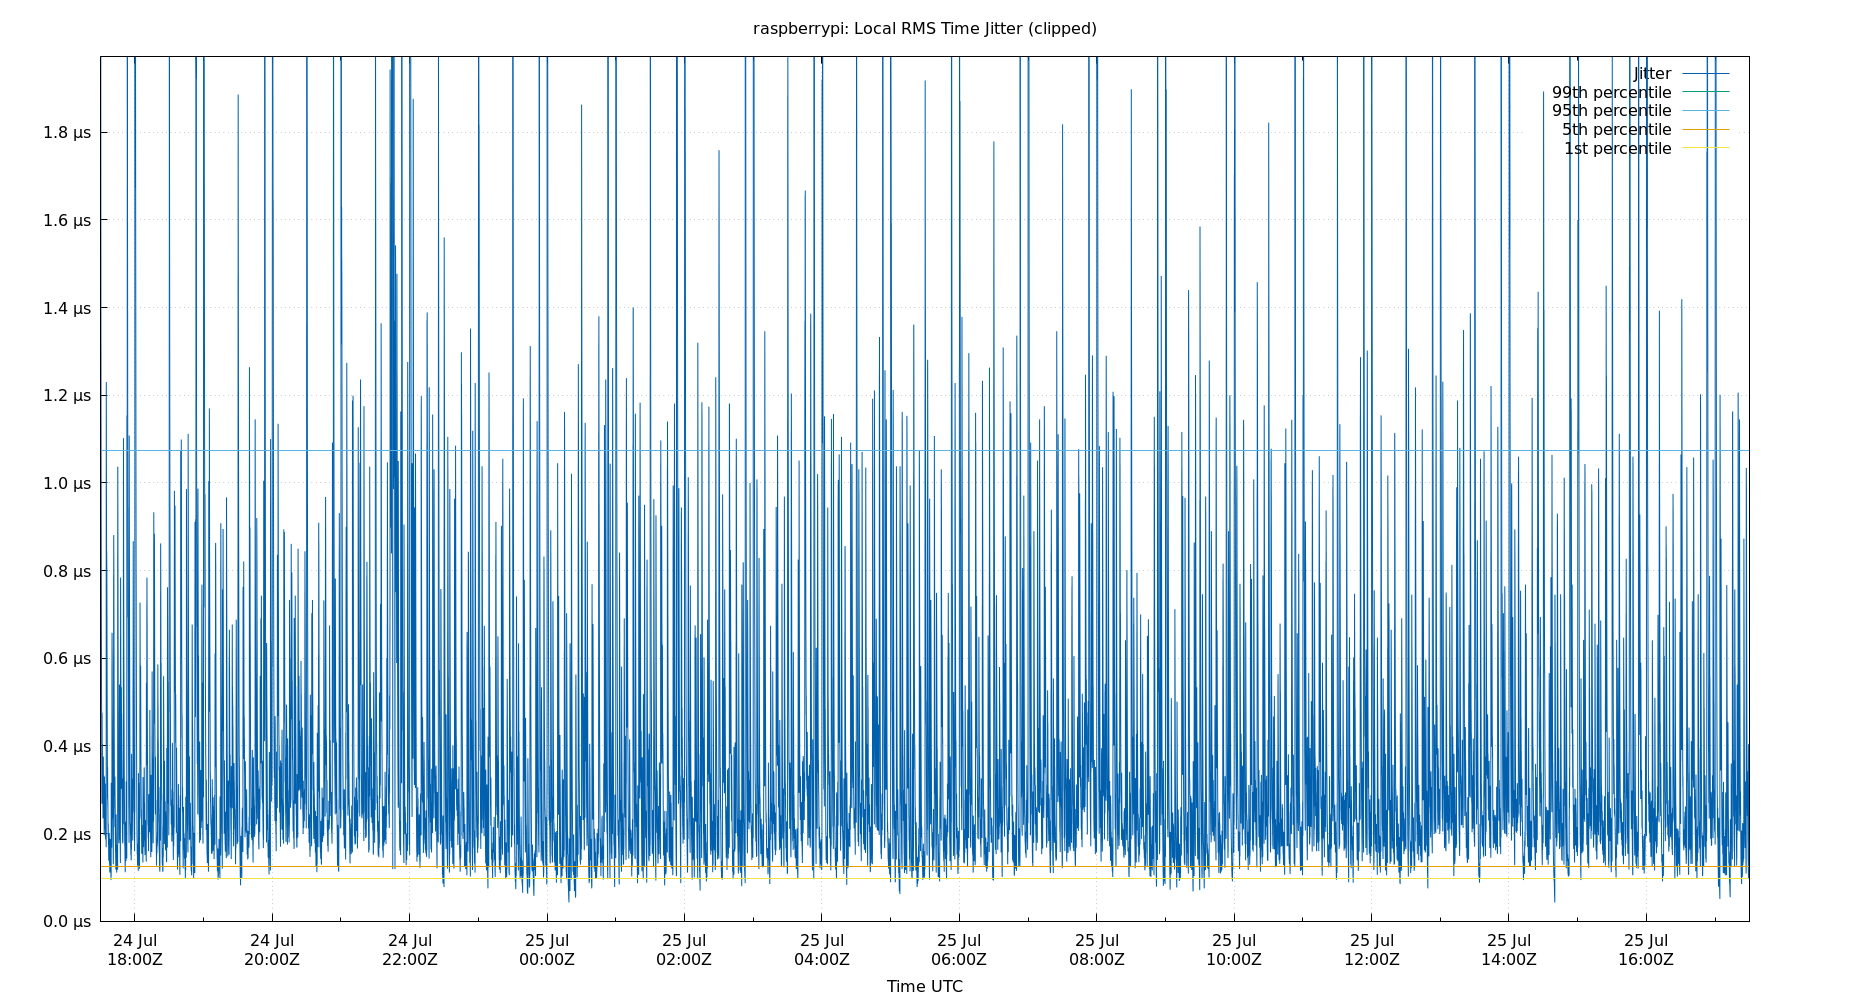 raspberrypi: Local RMS Time Jitter (clipped)
Jitter
99th percentile
95th percentile
5th percentile
1st percentile
1.8 µs
1.6 µs
1.4 µs
1.2 µs
1.0 µs
0.8 µs
0.6 µs
0.4 µs
0.2 µs
0.0 µs
24 Jul 24 Jul 24 Jul 25 Jul 25 Jul 25 Jul 25 Jul 25 Jul 25 Jul 25 Jul 25 Jul 25 Jul
18:00Z 20:00Z 22:00Z 00:00Z 02:00Z 04:00Z 06:00Z 08:00Z 10:00Z 12:00Z 14:00Z 16:00Z
Time UTC